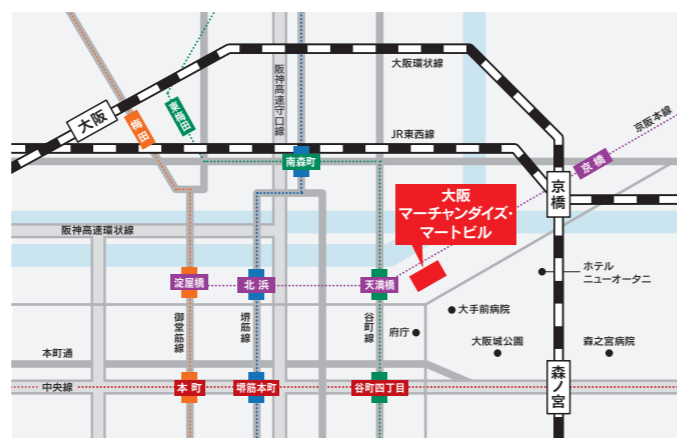 大阪
梅田
東梅田
阪神高速守口線
大阪環状線
JR東西線
京阪本線
京橋
南森町
京橋
大阪
マーチャンダイズ・
マートビル
阪神高速環状線
淀屋橋
北浜
天満橋
ホテル
ニューオータニ
御堂筋線
堺筋線
谷町線
大手前病院
府庁
大阪城公園
森之宮病院
本町通
中央線
本町
堺筋本町
谷町四丁目
森ノ宮